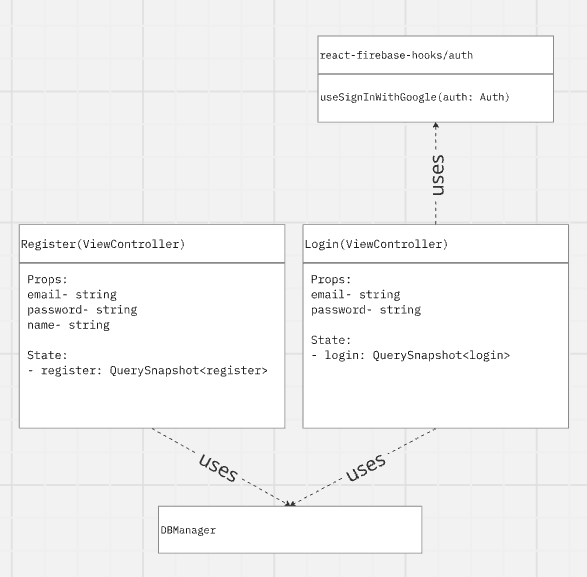 react-firebase-hooks/auth
useSignInWithGoogle(auth: Auth)
uses
Register(ViewController)
Props:
email- string
password- string
name- string
State:
- register: QuerySnapshot<register>
Login(ViewController)
Props:
email- string
password- string
State:
- login: QuerySnapshot<login>
uses
uses
DBManager